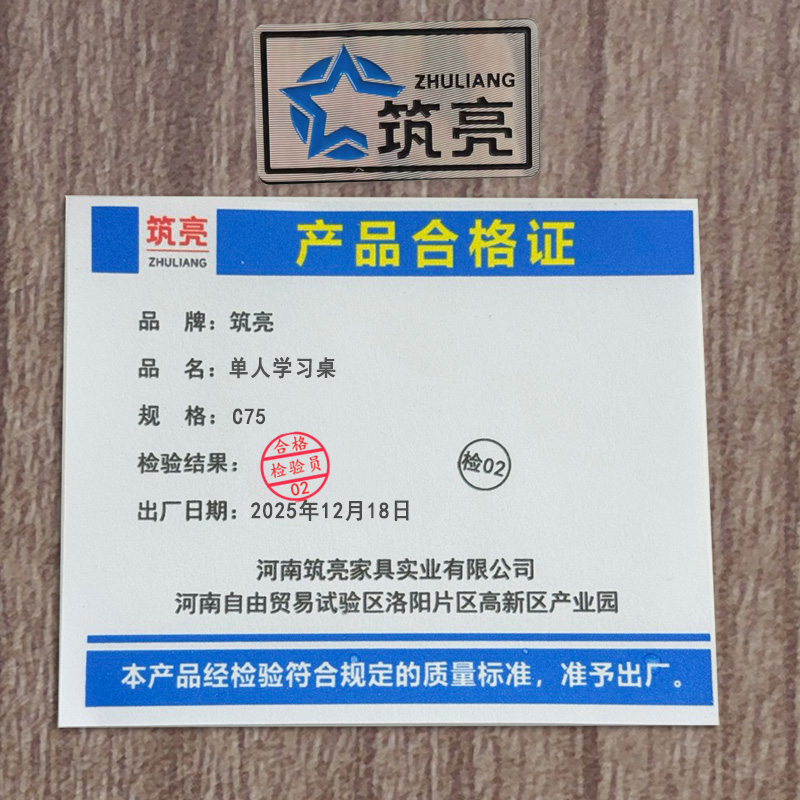 ZHULIANG
筑亮
筑亮
ZHULIANG
产品合格证
品 牌：筑亮
品 名：单人学习桌
规 格：C75
检验结果：
合格
检验员
02
检02
出厂日期：2025年12月18日
河南筑亮家具实业有限公司
河南自由贸易试验区洛阳片区高新区产业园
本产品经检验符合规定的质量标准，准予出厂。